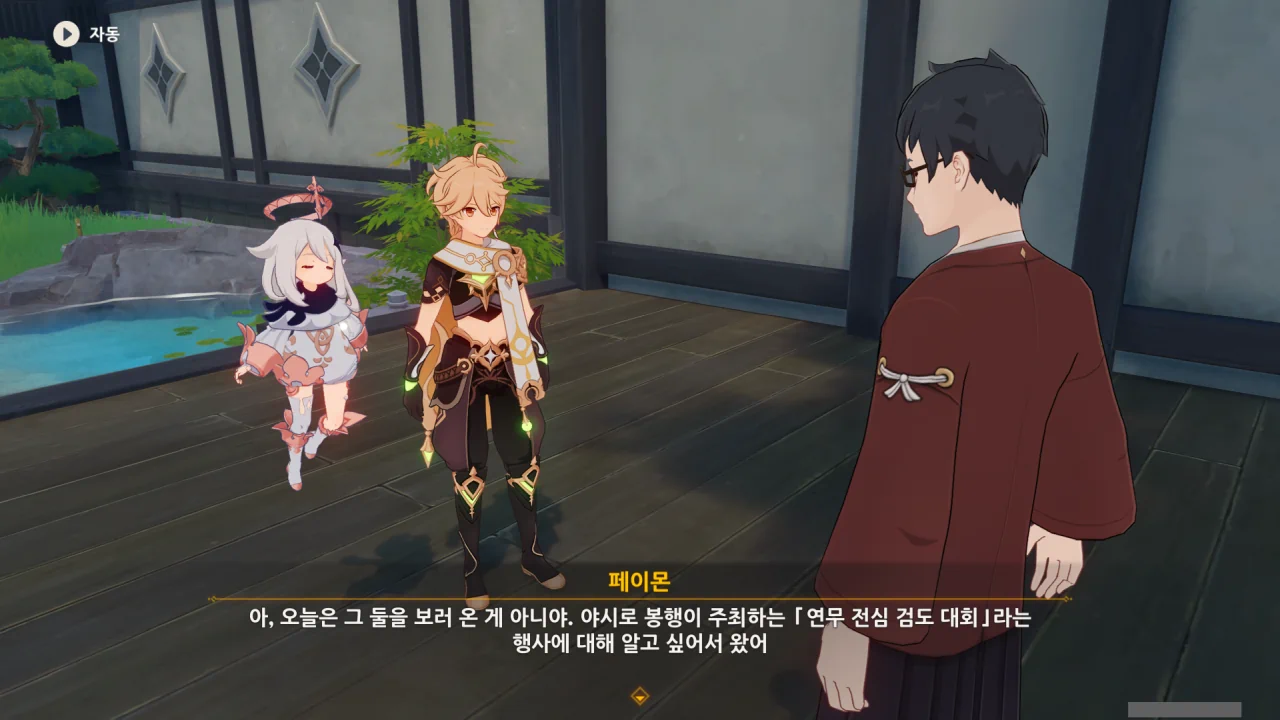 자동
페이몬
아, 오늘은 그 둘을 보러 온 게 아니야. 야시로 봉행이 주최하는 「연무 전심 검도 대회」라는
행사에 대해 알고 싶어서 왔어